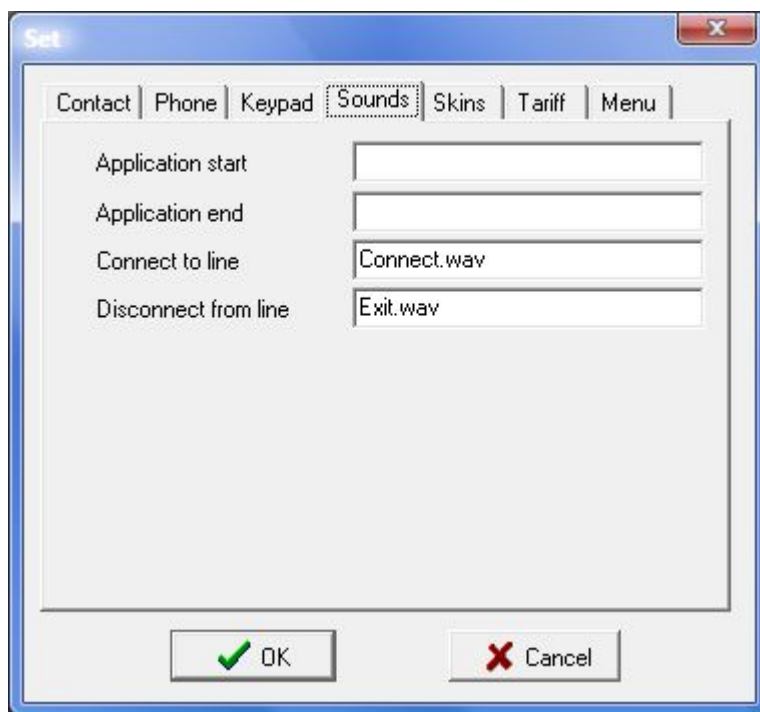 Set
Contact Phone Keypad Sounds Skins Tariff Menu
Application start
Application end
Connect to line Connect.wav
Disconnect from line Exit.wav
OK Cancel